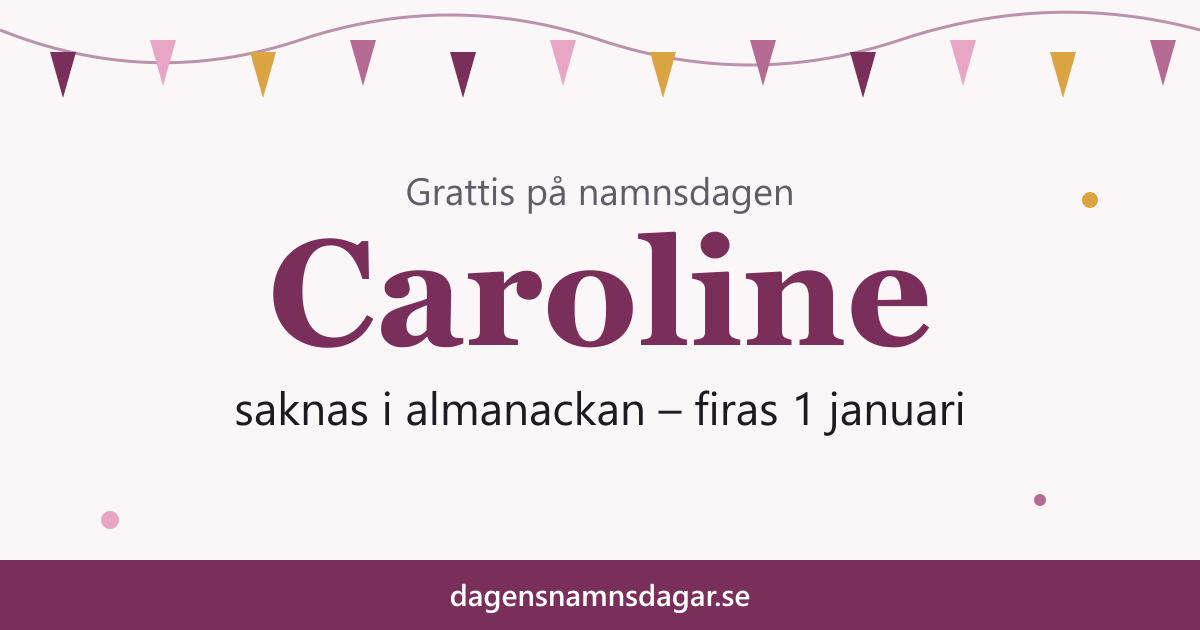 Grattis på namnsdagen
Caroline
saknas i almanackan – firas 1 januari
dagensnamnsdagar.se